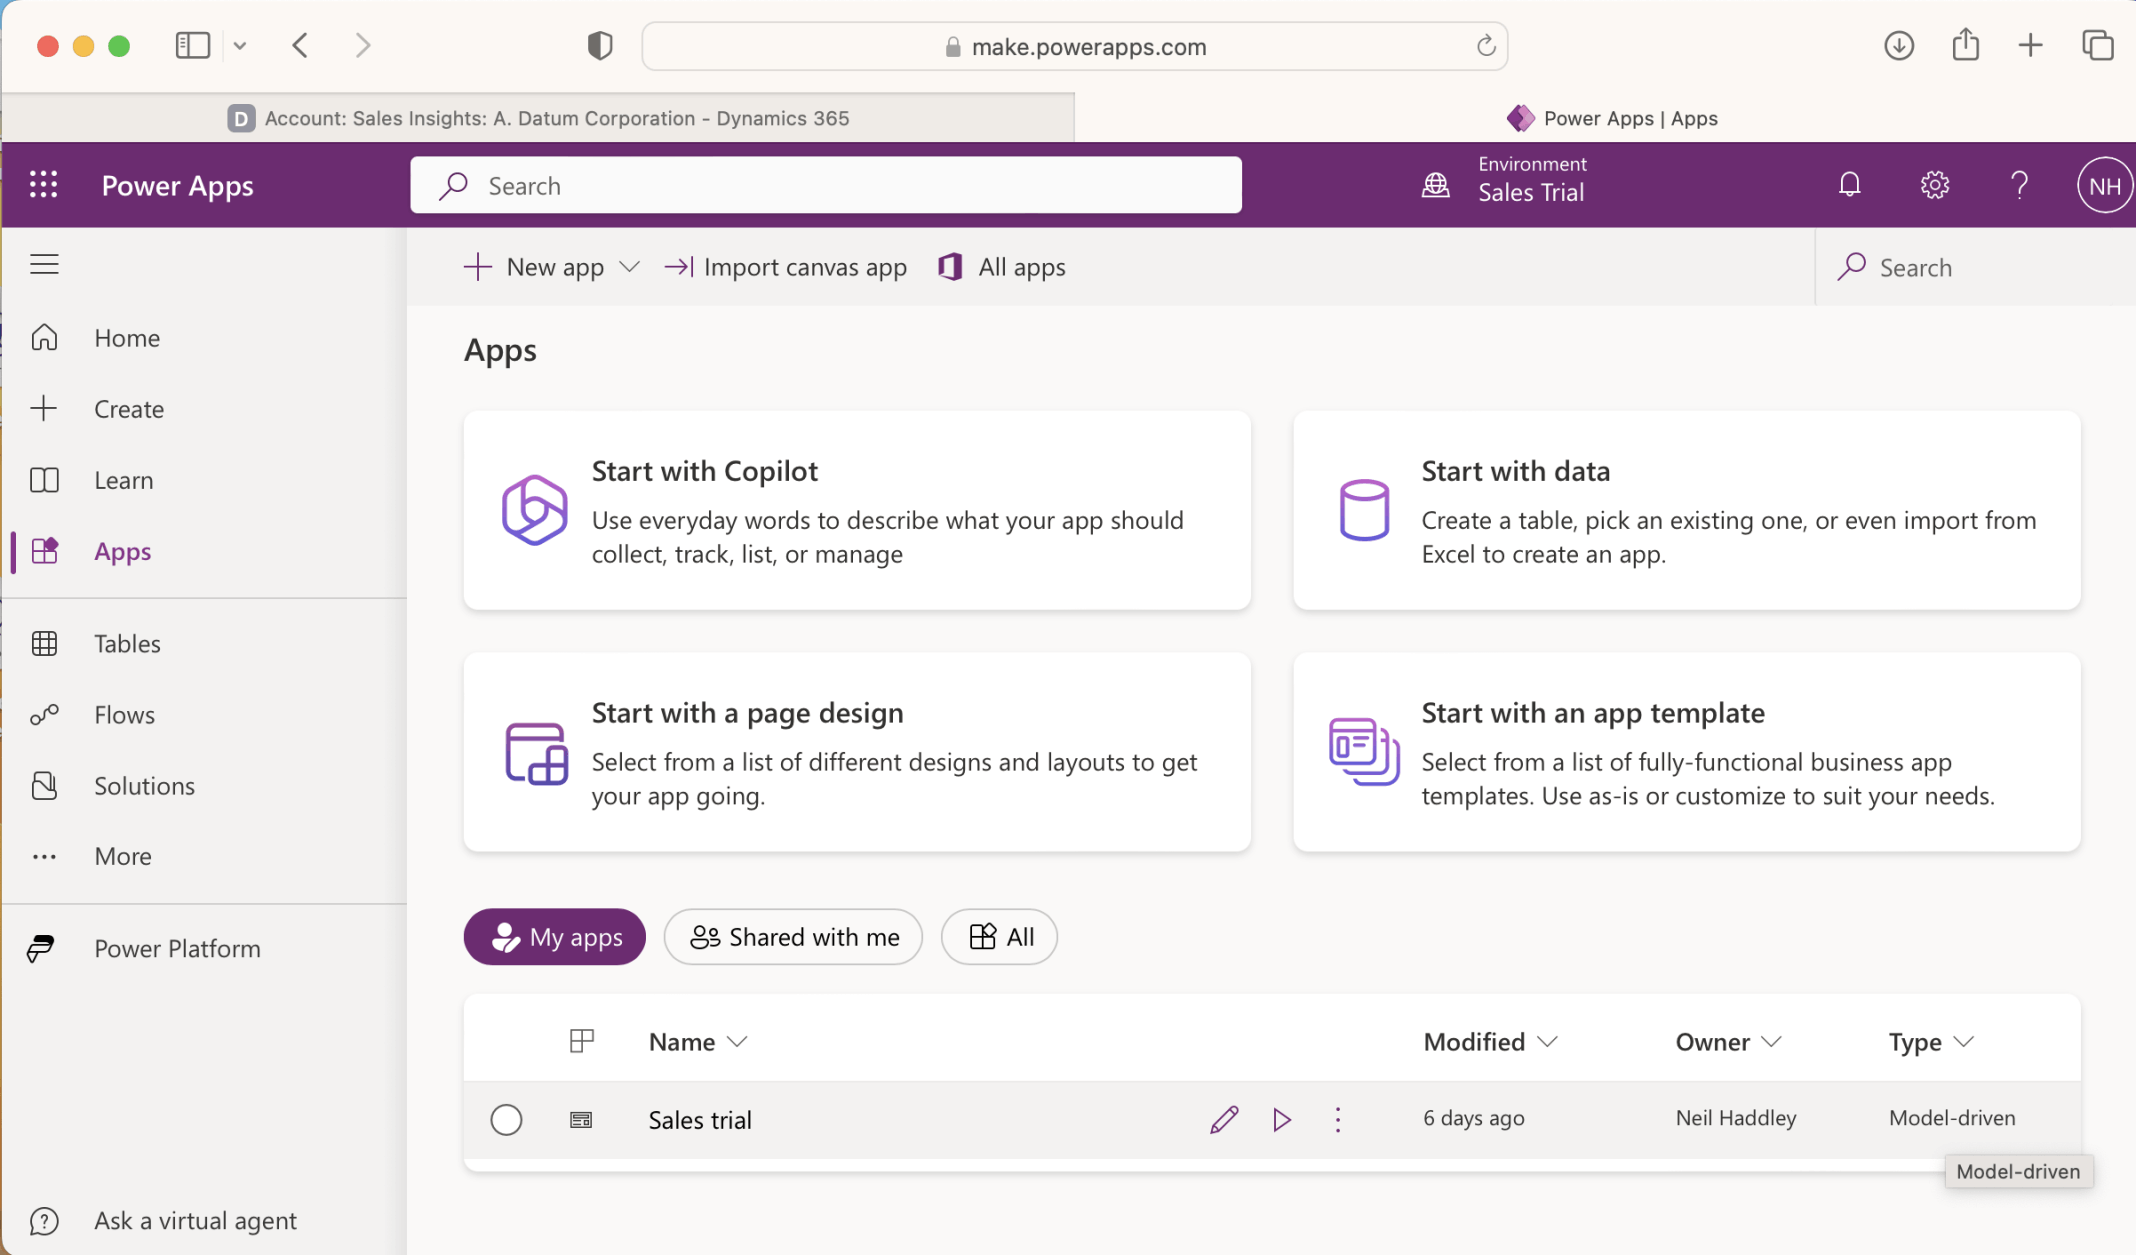 make.powerapps.com
D Account: Sales Insights: A. Datum Corporation - Dynamics 365
Power Apps | Apps
Power Apps
Search
Environment
Sales Trial
?
NH
New app
Import canvas app
All apps
Search
Home
Create
Learn
Apps
Tables
Flows
Solutions
More
Power Platform
Ask a virtual agent
Apps
Start with Copilot
Use everyday words to describe what your app should
collect, track, list, or manage
Start with data
Create a table, pick an existing one, or even import from
Excel to create an app.
Start with a page design
Select from a list of different designs and layouts to get
your app going.
Start with an app template
Select from a list of fully-functional business app
templates. Use as-is or customize to suit your needs.
My apps
Shared with me
All
Name
Modified
Owner
Type
Sales trial
6 days ago
Neil Haddley
Model-driven
Model-driven